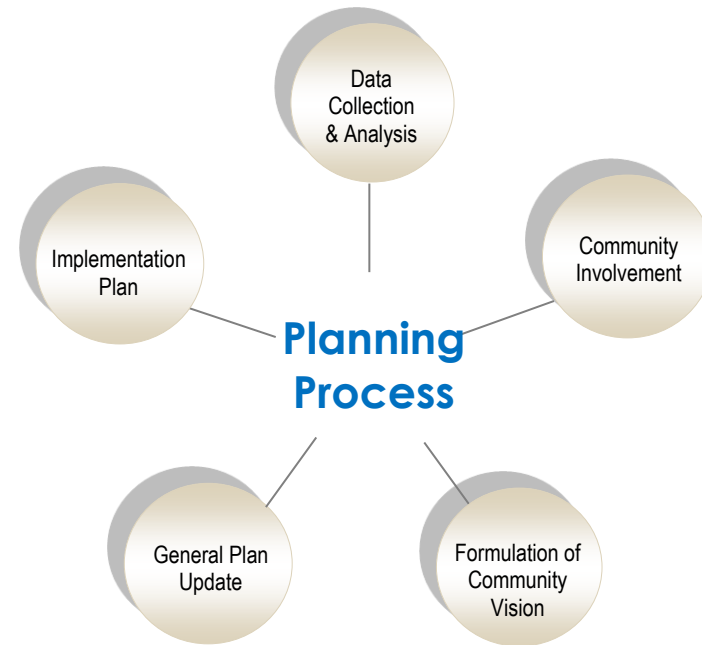 Data
Collection
& Analysis
Community
Involvement
Implementation
Plan
Planning
Process
General Plan
Update
Formulation of
Community
Vision